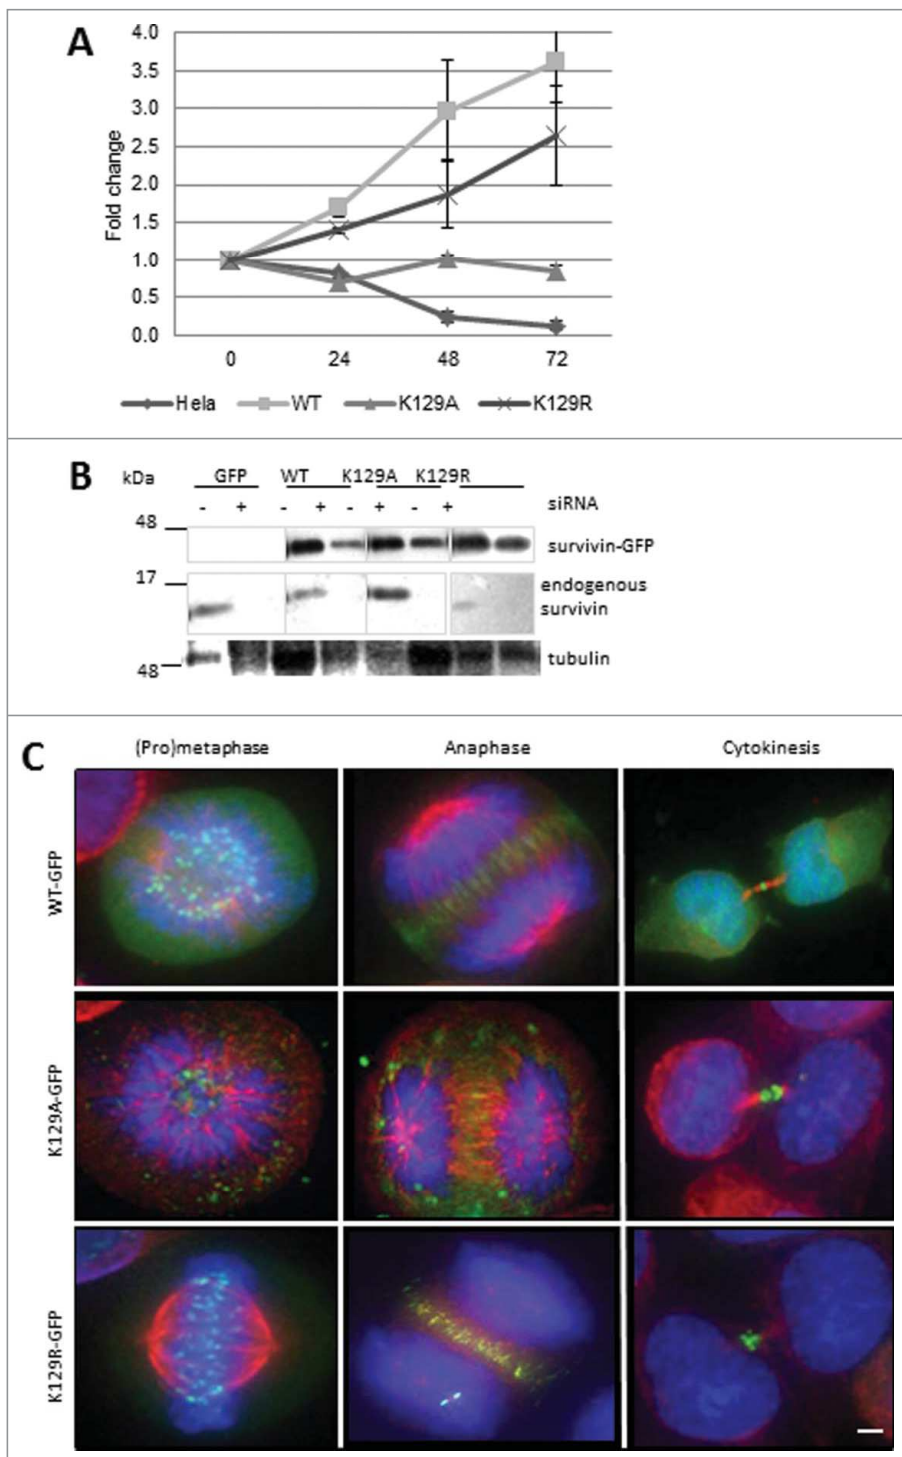 A
Fold change
4.0
3.5
3.0
2.5
2.0
1.5
1.0
0.5
0.0
0 24 48 72
Hela WT K129A K129R
B
kDa GFP WT K129A K129R
- + - + - + - + siRNA
48
survivin-GFP
17
endogenous
survivin
48
tubulin
C
(Pro)metaphase Anaphase Cytokinesis
WT-GFP
K129A-GFP
K129R-GFP